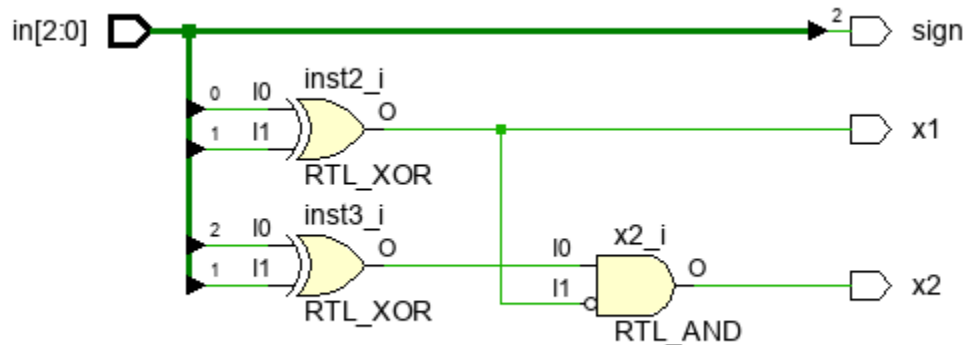 in[2:0] 2 sign
inst2_i
0 I0 O x1
1 I1
RTL_XOR
inst3_i
2 I0 O x2_i
1 I1 I0 O x2
RTL_XOR I1
RTL_AND